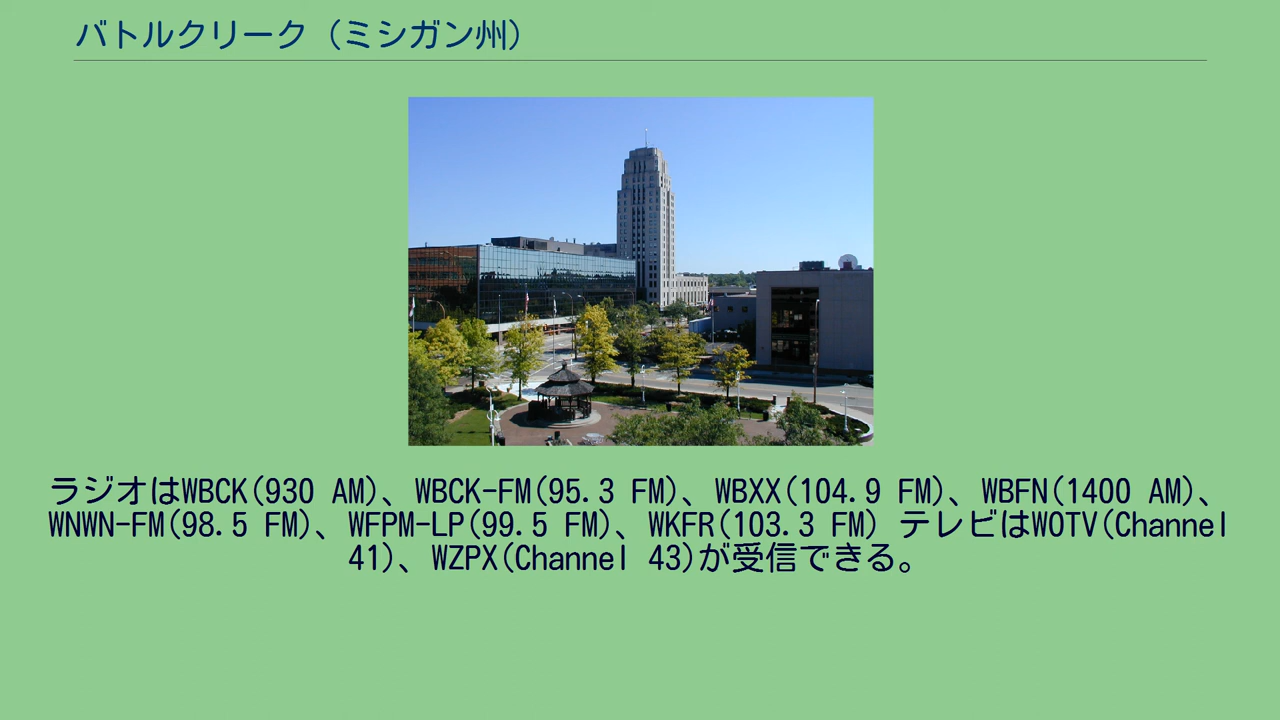 バトルクリーク (ミシガン州)
ラジオはWBCK(930 AM)、WBCK-FM(95.3 FM)、WBXX(104.9 FM)、WBFN(1400 AM)、
WNWN-FM(98.5 FM)、WFPM-LP(99.5 FM)、WKFR(103.3 FM) テレビはWOTV(Channel
41)、WZPX(Channel 43)が受信できる。